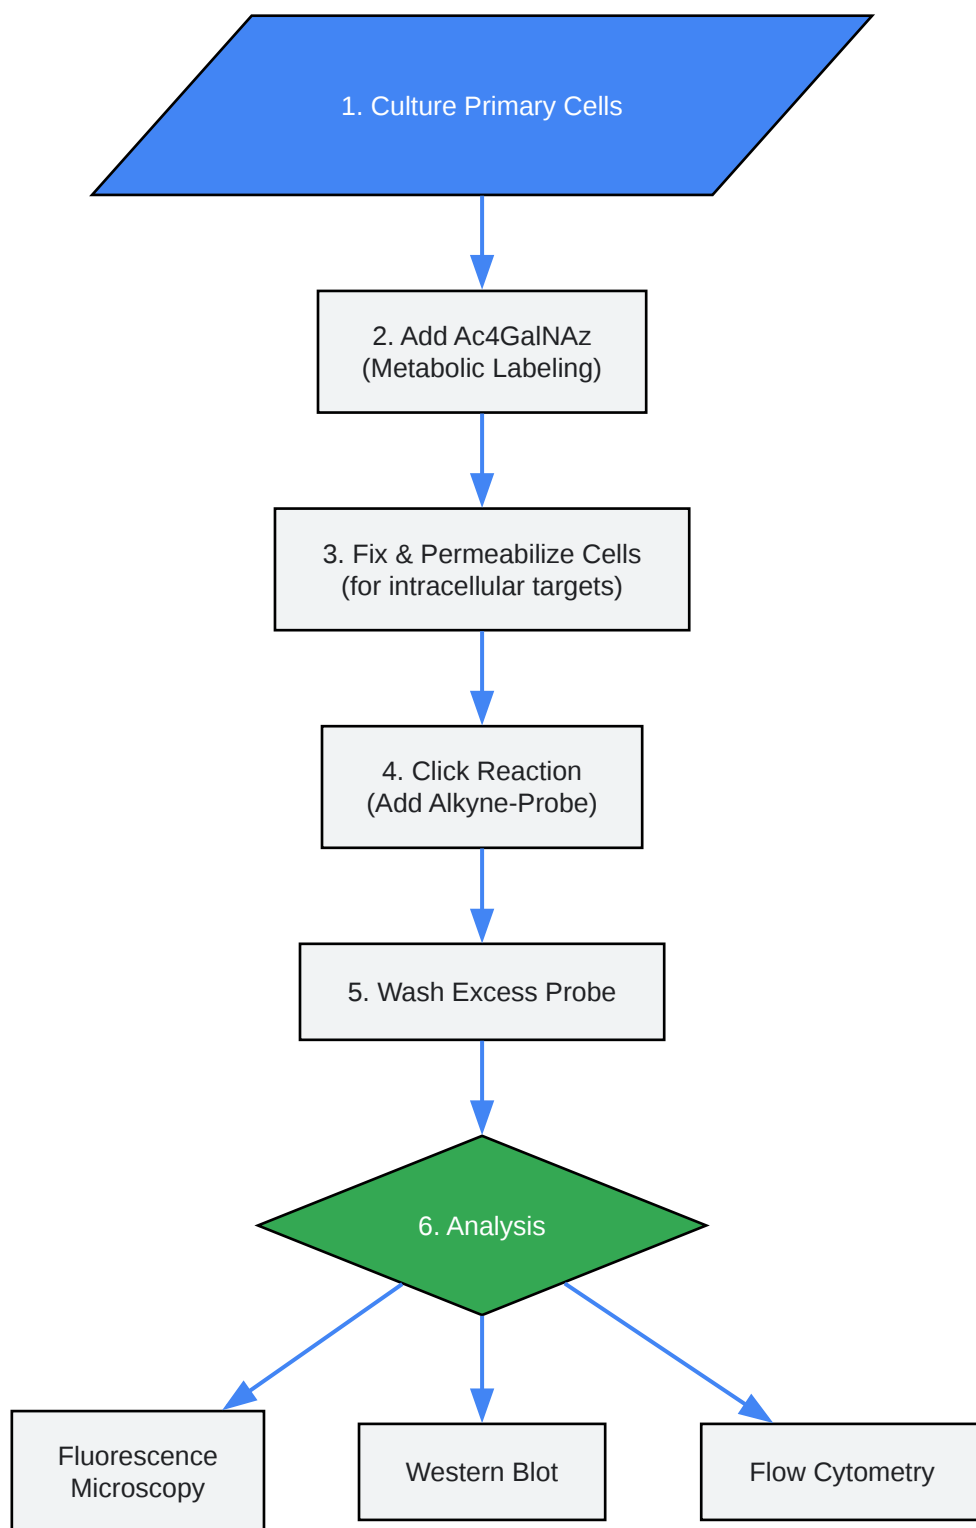 1. Culture Primary Cells
2. Add Ac4GalNAz
(Metabolic Labeling)
3. Fix & Permeabilize Cells
(for intracellular targets)
4. Click Reaction
(Add Alkyne-Probe)
5. Wash Excess Probe
6. Analysis
Fluorescence
Microscopy
Western Blot
Flow Cytometry